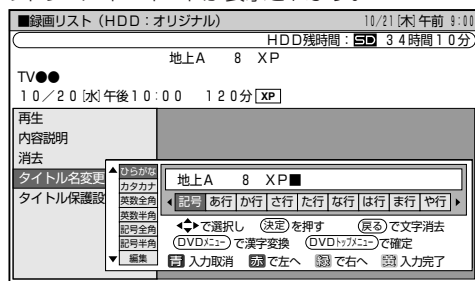 ■録画リスト(HDD:オリジナル) 10/21[木]午前 9:00
HDD残時間:SD 34時間10分
地上A 8 XP
TV●●
10/20[水]午後10:00 120分 XP
再生
内容説明
消去
タイトル名変更
タイトル保護設
▲ ひらがな
カタカナ
英数全角
英数半角
記号全角
記号半角
▼ 編集
地上A 8 XP■
◀ 記号 あ行 か行 さ行 た行 な行 は行 ま行 や行 ▶
で選択し 決定を押す 戻るで文字消去
DVDメニューで漢字変換 DVDトップメニューで確定
青 入力取消 赤 で左へ 緑 で右へ 黄 入力完了